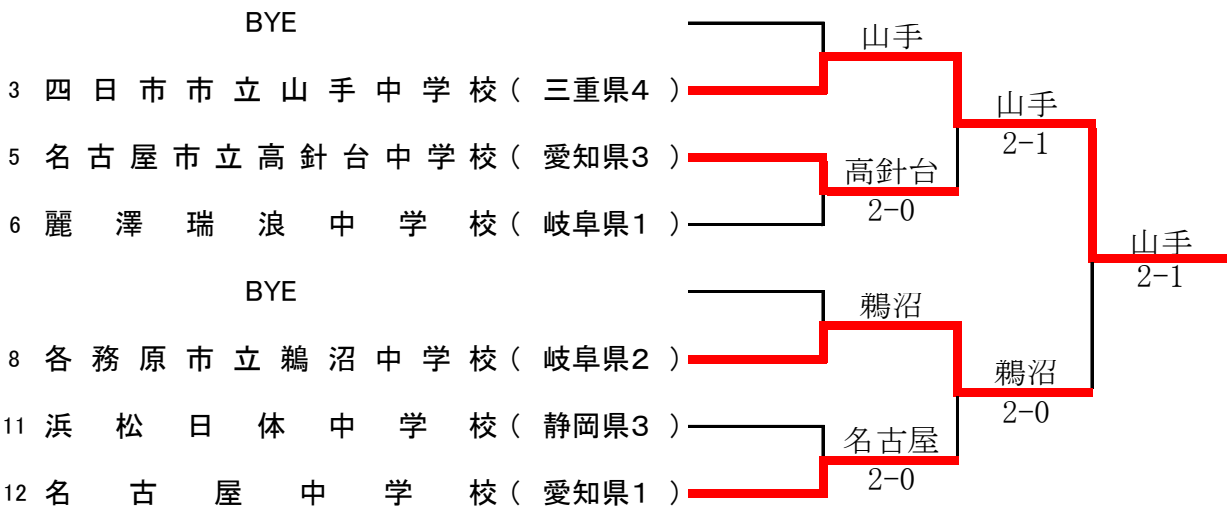 BYE
山手
3 四日市市立山手中学校（ 三重県4 ）
山手
2-1
5 名古屋市立高針台中学校（ 愛知県3 ）
高針台
2-0
6 麗澤瑞浪中学校（ 岐阜県1 ）
山手
2-1
BYE
鵜沼
8 各務原市立鵜沼中学校（ 岐阜県2 ）
鵜沼
2-0
11 浜松日体中学校（ 静岡県3 ）
名古屋
2-0
12 名古屋中学校（ 愛知県1 ）